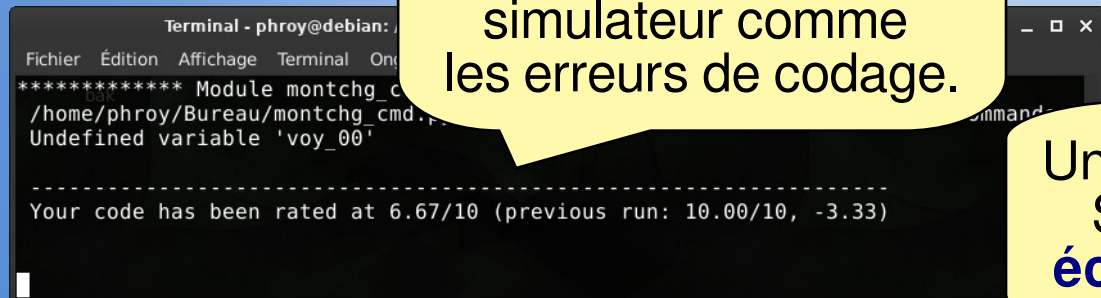 simulateur comme
les erreurs de codage.
Terminal - phroy@debian:
Fichier Édition Affichage Terminal
************* Module montchg_c
/home/phroy/Bureau/montchg_cmd.
Undefined variable 'voy_00'
--------------------------------------------------------------------
Your code has been rated at 6.67/10 (previous run: 10.00/10, -3.33)